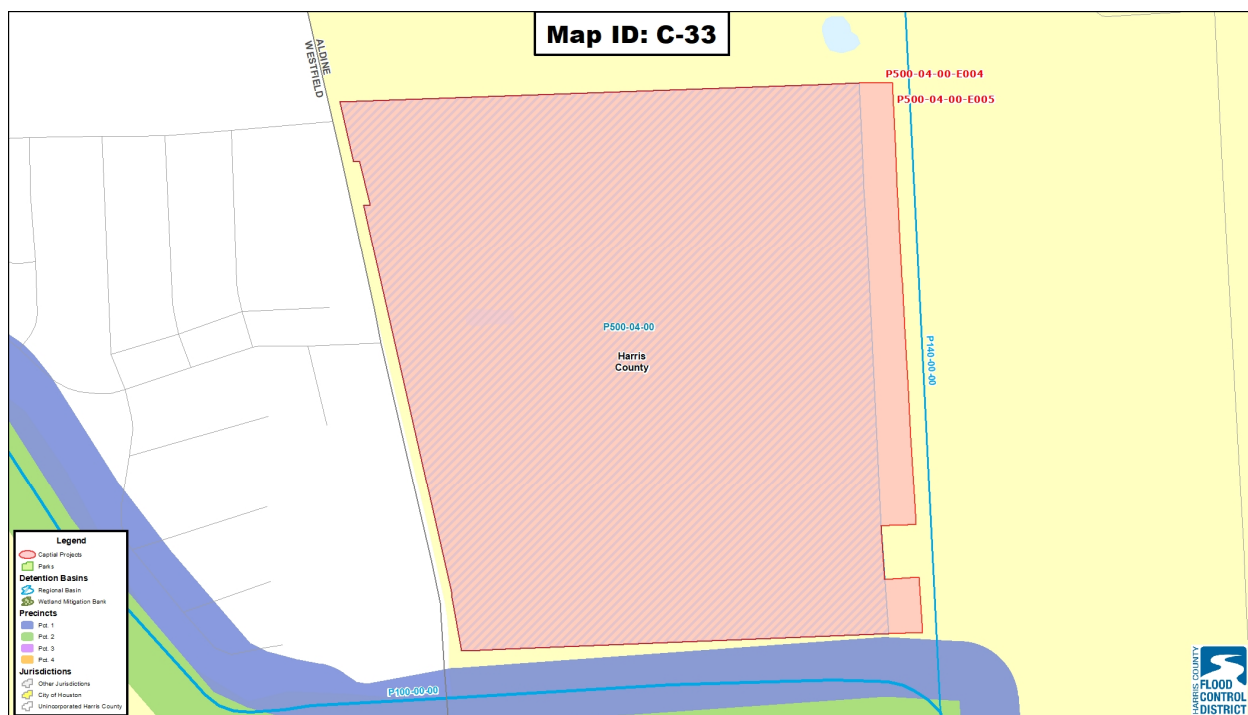 Map ID: C-33
ALDINE
WESTFIELD
P500-04-00-E004
P500-04-00-E005
P500-04-00
Harris
County
P140-00-00
P100-00-00
Legend
Captial Projects
Parks
Detention Basins
Regional Basin
Wetland Mitigation Bank
Precincts
Pct. 1
Pct. 2
Pct. 3
Pct. 4
Jurisdictions
Other Jurisdictions
City of Houston
Unincorporated Harris County
HARRIS COUNTY
FLOOD
CONTROL
DISTRICT